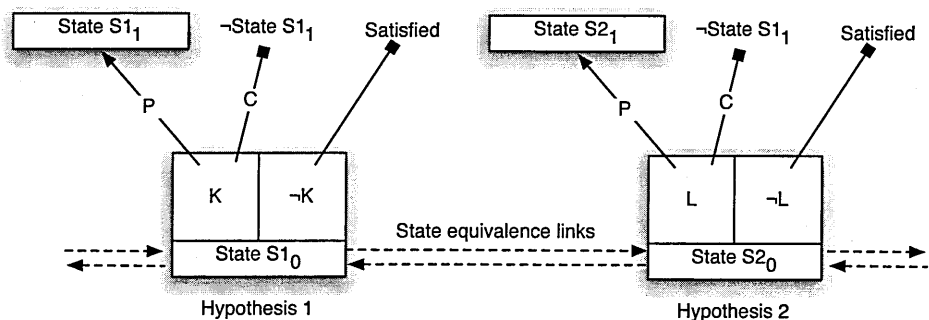 State S1₁
¬State S1₁
Satisfied
State S2₁
¬State S1₁
Satisfied
P
C
P
C
K
¬K
L
¬L
State equivalence links
State S1₀
State S2₀
Hypothesis 1
Hypothesis 2